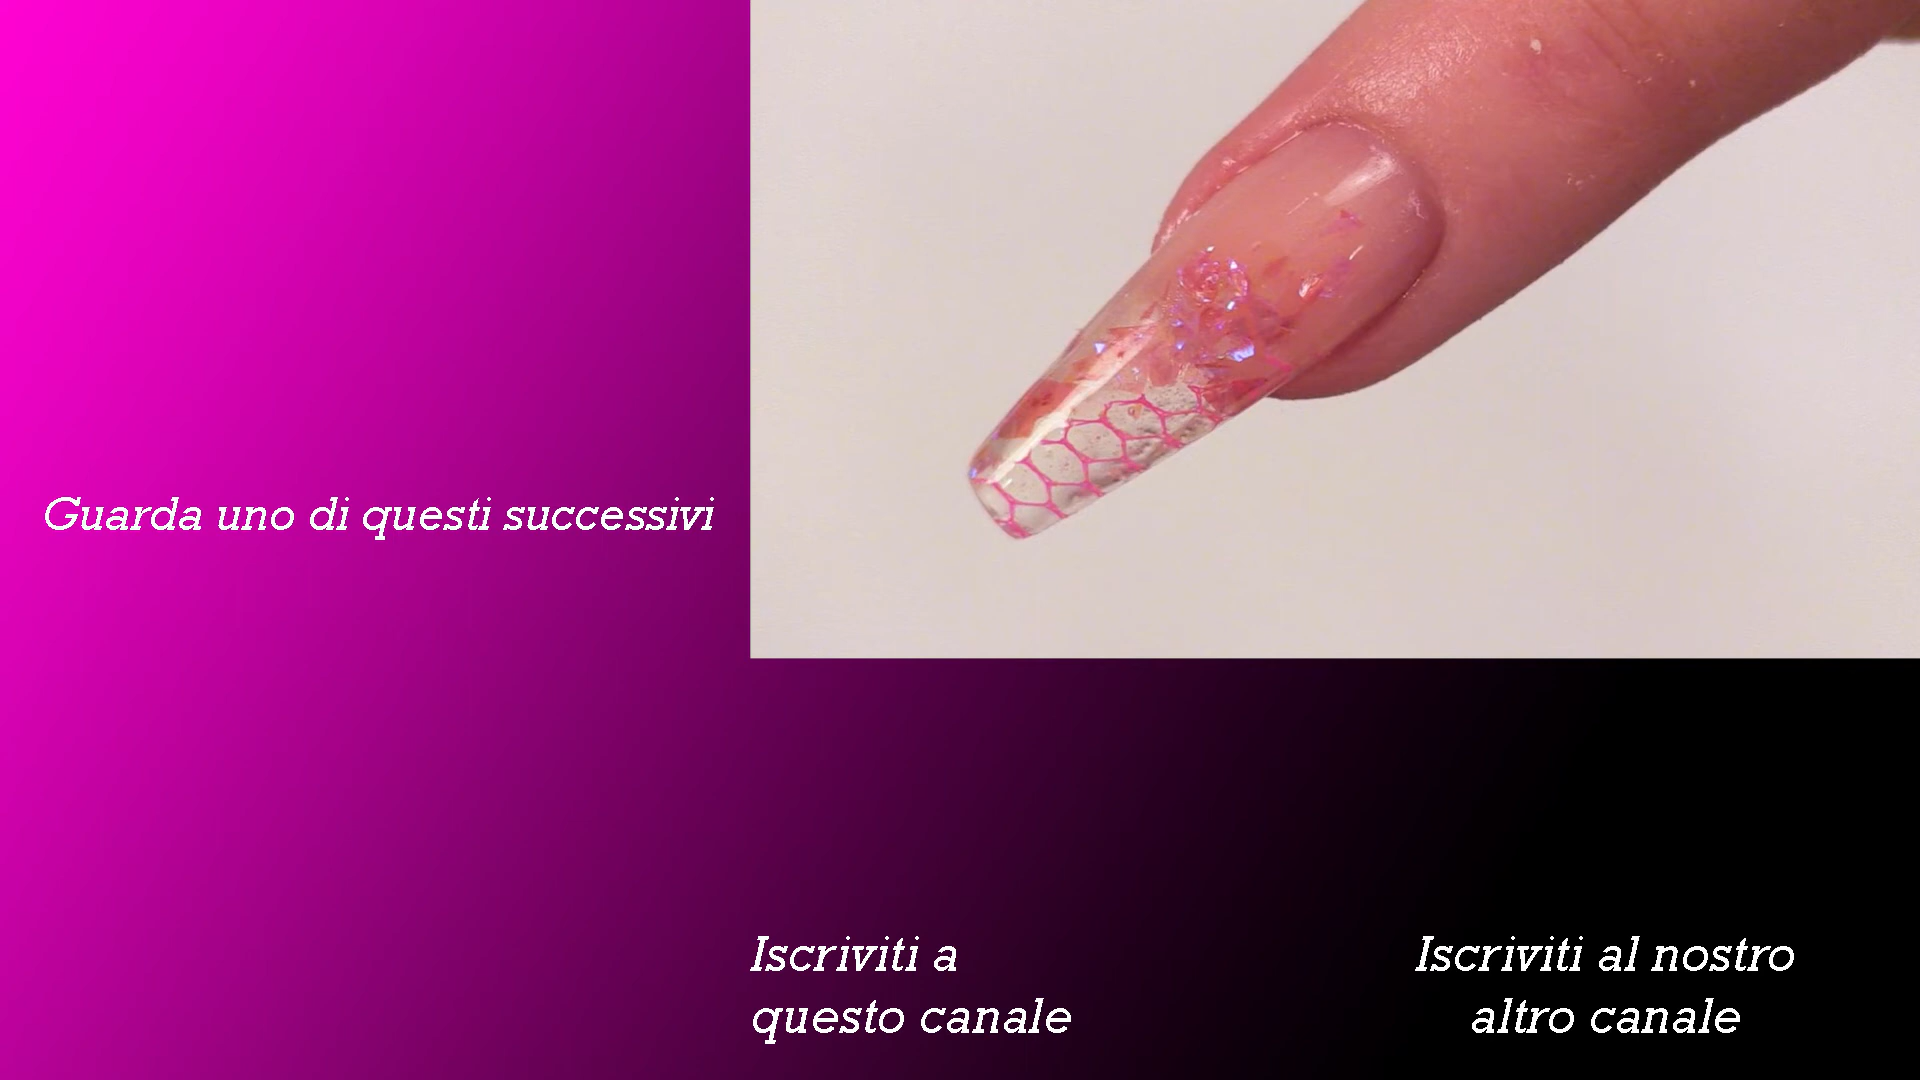 Guarda uno di questi successivi
Iscriviti a
questo canale
Iscriviti al nostro
altro canale